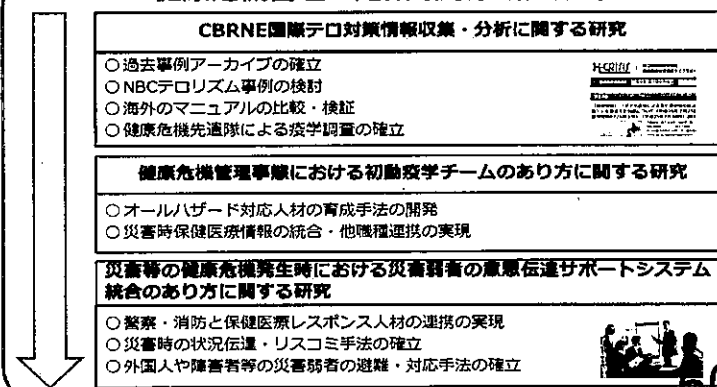 CBRNE国際テロ対策情報収集・分析に関する研究
○過去事例アーカイブの確立
○NBCテロリズム事例の検討
○海外のマニュアルの比較・検証
○健康危機先遣隊による疫学調査の確立
健康危機管理事態における初動疫学チームのあり方に関する研究
○オールハザード対応人材の育成手法の開発
○災害時保健医療情報の統合・他職種連携の実現
災害等の健康危機発生時における災害弱者の意思伝達サポートシステム
統合のあり方に関する研究
○警察・消防と保健医療レスポンス人材の連携の実現
○災害時の状況伝達・リスコミ手法の確立
○外国人や障害者等の災害弱者の避難・対応手法の確立